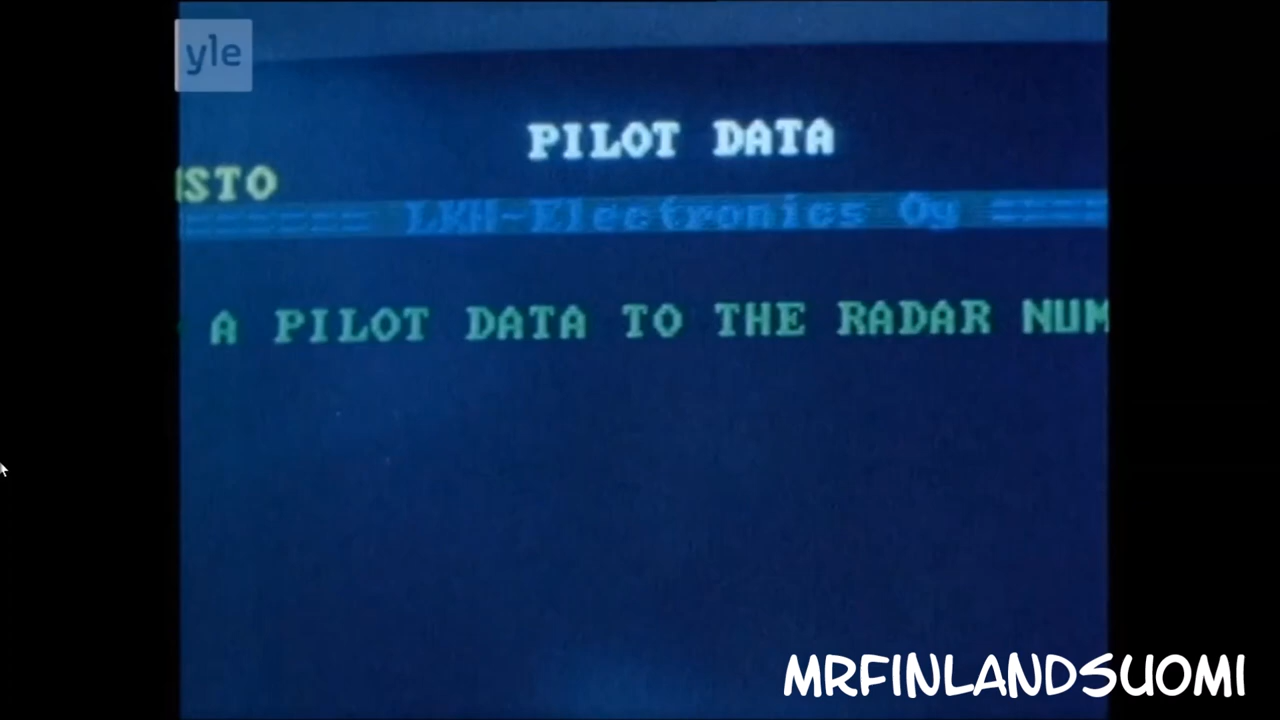 yle
PILOT DATA
STO
====== LKH-Electronics Oy ====
A PILOT DATA TO THE RADAR NUM
MRFINLANDSUOMI